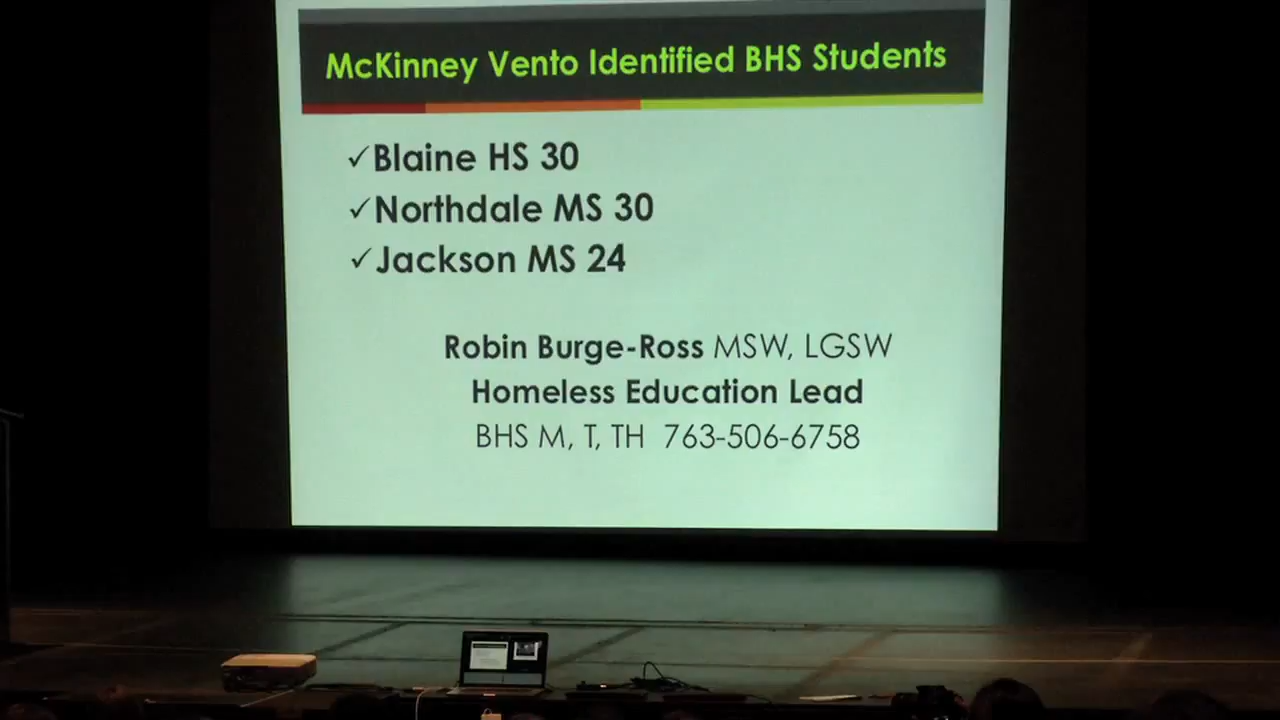 McKinney Vento Identified BHS Students
✓Blaine HS 30
✓Northdale MS 30
✓Jackson MS 24
Robin Burge-Ross MSW, LGSW
Homeless Education Lead
BHS M, T, TH 763-506-6758